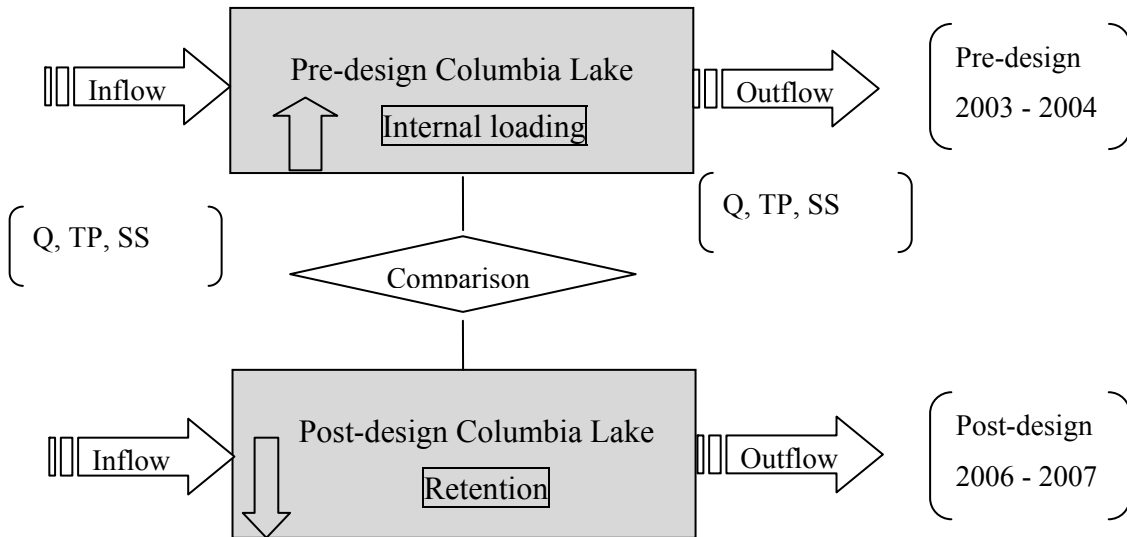 Inflow
Pre-design Columbia Lake
Internal loading
Outflow
Pre-design
2003 - 2004
Q, TP, SS
Q, TP, SS
Comparison
Inflow
Post-design Columbia Lake
Retention
Outflow
Post-design
2006 - 2007